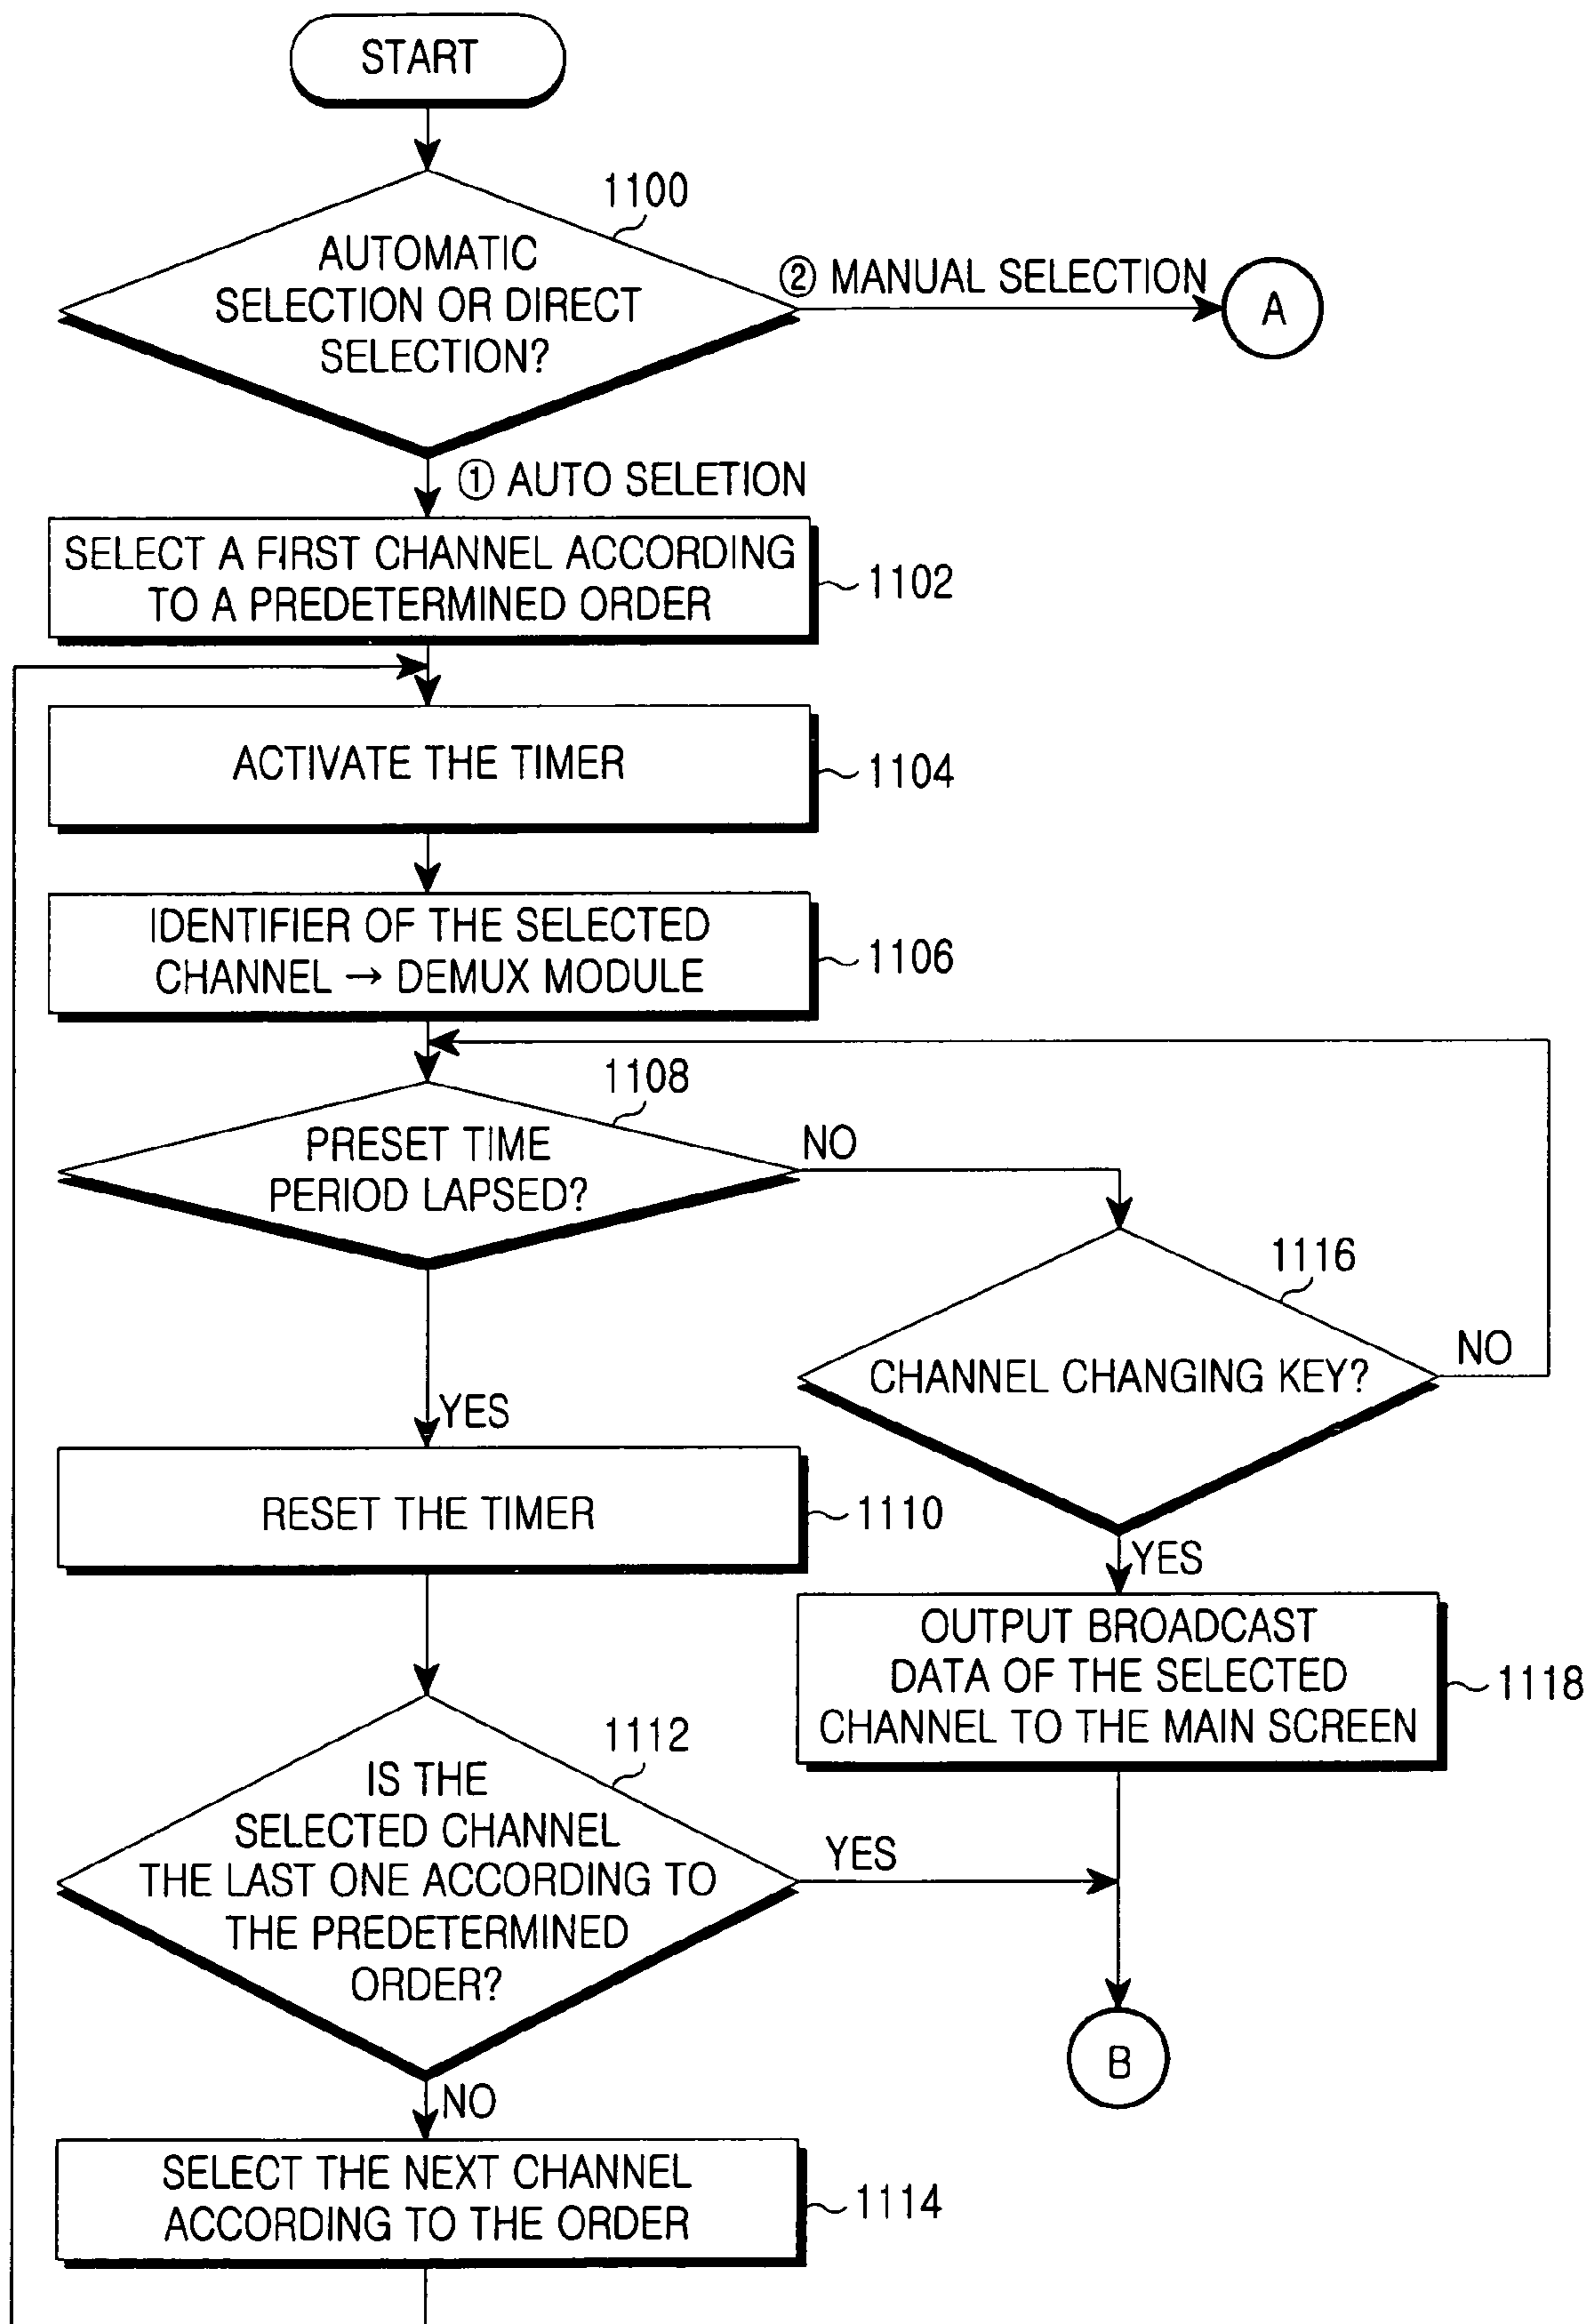 START
1100
AUTOMATIC
SELECTION OR DIRECT
SELECTION?
② MANUAL SELECTION
A
① AUTO SELETION
SELECT A FIRST CHANNEL ACCORDING
TO A PREDETERMINED ORDER
1102
ACTIVATE THE TIMER
1104
IDENTIFIER OF THE SELECTED
CHANNEL → DEMUX MODULE
1106
1108
PRESET TIME
PERIOD LAPSED?
NO
1116
CHANNEL CHANGING KEY?
NO
YES
RESET THE TIMER
1110
YES
OUTPUT BROADCAST
DATA OF THE SELECTED
CHANNEL TO THE MAIN SCREEN
1118
1112
IS THE
SELECTED CHANNEL
THE LAST ONE ACCORDING TO
THE PREDETERMINED
ORDER?
YES
B
NO
SELECT THE NEXT CHANNEL
ACCORDING TO THE ORDER
1114